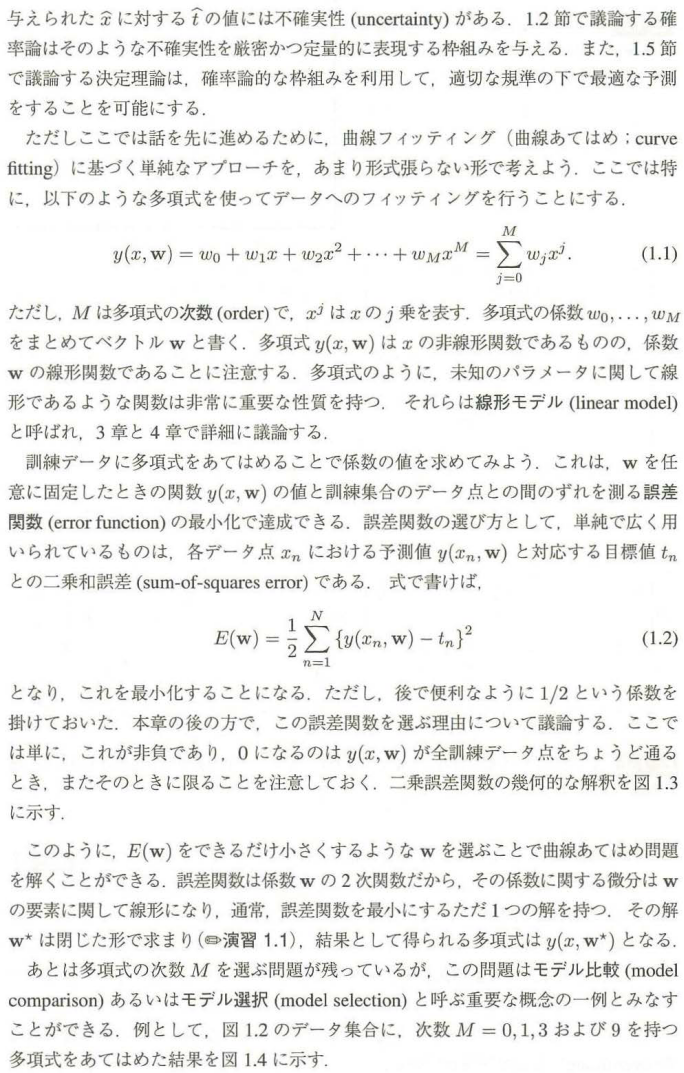 与えられた x̂ に対する t̂ の値には不確実性 (uncertainty) がある．1.2 節で議論する確
率論はそのような不確実性を厳密かつ定量的に表現する枠組みを与える．また，1.5 節
で議論する決定理論は，確率論的な枠組みを利用して，適切な規準の下で最適な予測
をすることを可能にする．
ただしここでは話を先に進めるために，曲線フィッティング（曲線あてはめ；curve
fitting）に基づく単純なアプローチを，あまり形式張らない形で考えよう．ここでは特
に，以下のような多項式を使ってデータへのフィッティングを行うことにする．
y(x, w) = w₀ + w₁x + w₂x² + ⋯ + w_M x^M = ∑_{j=0}^{M} w_j x^j. (1.1)
ただし，M は多項式の次数 (order) で，x^j は x の j 乗を表す．多項式の係数 w₀, . . . , w_M
をまとめてベクトル w と書く．多項式 y(x, w) は x の非線形関数であるものの，係数
w の線形関数であることに注意する．多項式のように，未知のパラメータに関して線
形であるような関数は非常に重要な性質を持つ． それらは線形モデル (linear model)
と呼ばれ，3 章と 4 章で詳細に議論する．
訓練データに多項式をあてはめることで係数の値を求めてみよう．これは，w を任
意に固定したときの関数 y(x, w) の値と訓練集合のデータ点との間のずれを測る誤差
関数 (error function) の最小化で達成できる．誤差関数の選び方として，単純で広く用
いられているものは，各データ点 x_n における予測値 y(x_n, w) と対応する目標値 t_n
との二乗和誤差 (sum-of-squares error) である． 式で書けば，
E(w) = 1/2 ∑_{n=1}^{N} {y(x_n, w) − t_n}² (1.2)
となり，これを最小化することになる．ただし，後で便利なように 1/2 という係数を
掛けておいた．本章の後の方で，この誤差関数を選ぶ理由について議論する．ここで
は単に，これが非負であり，0 になるのは y(x, w) が全訓練データ点をちょうど通る
とき，またそのときに限ることを注意しておく．二乗誤差関数の幾何的な解釈を図 1.3
に示す．
このように，E(w) をできるだけ小さくするような w を選ぶことで曲線あてはめ問題
を解くことができる．誤差関数は係数 w の 2 次関数だから，その係数に関する微分は w
の要素に関して線形になり，通常，誤差関数を最小にするただ 1 つの解を持つ． その解
w⋆ は閉じた形で求まり (✏演習 1.1)，結果として得られる多項式は y(x, w⋆) となる．
あとは多項式の次数 M を選ぶ問題が残っているが，この問題はモデル比較 (model
comparison) あるいはモデル選択 (model selection) と呼ぶ重要な概念の一例とみなす
ことができる．例として，図 1.2 のデータ集合に，次数 M = 0, 1, 3 および 9 を持つ
多項式をあてはめた結果を図 1.4 に示す．